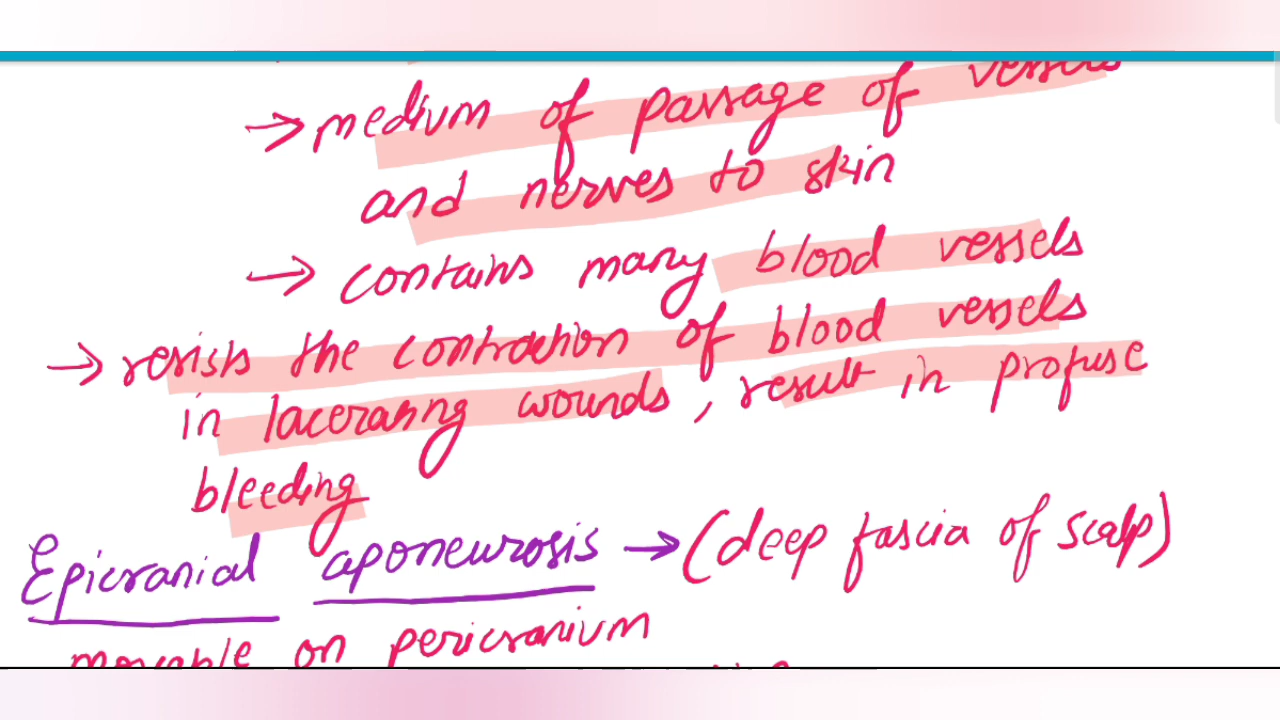 → medium of passage of vessels
and nerves to skin
→ contains many blood vessels
→ resists the contraction of blood vessels
in lacerating wounds, result in profuse
bleeding
Epicranial aponeurosis → (deep fascia of scalp)
movable on pericranium